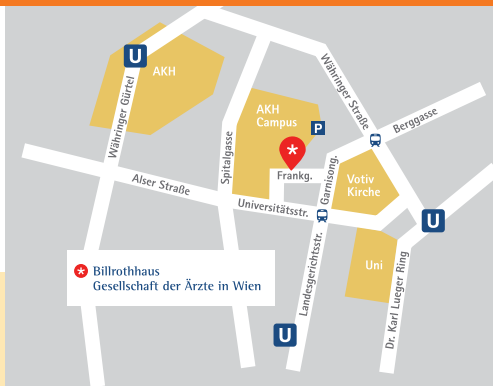 U
AKH
Währinger Gürtel
Währinger Straße
AKH
Campus
P
Berggasse
Spitalgasse
*
Frankg.
Garnisong.
Votiv
Kirche
Alser Straße
Universitätsstr.
U
Landesgerichtsstr.
Uni
Dr. Karl Lueger Ring
* Billrothhaus
Gesellschaft der Ärzte in Wien
U